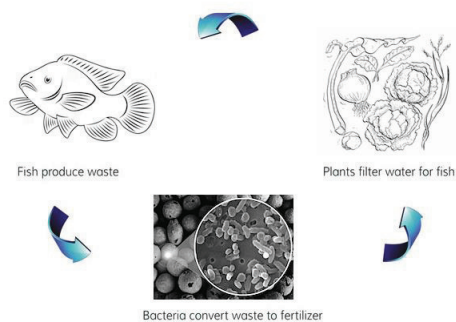 Fish produce waste
Plants filter water for fish
Bacteria convert waste to fertilizer